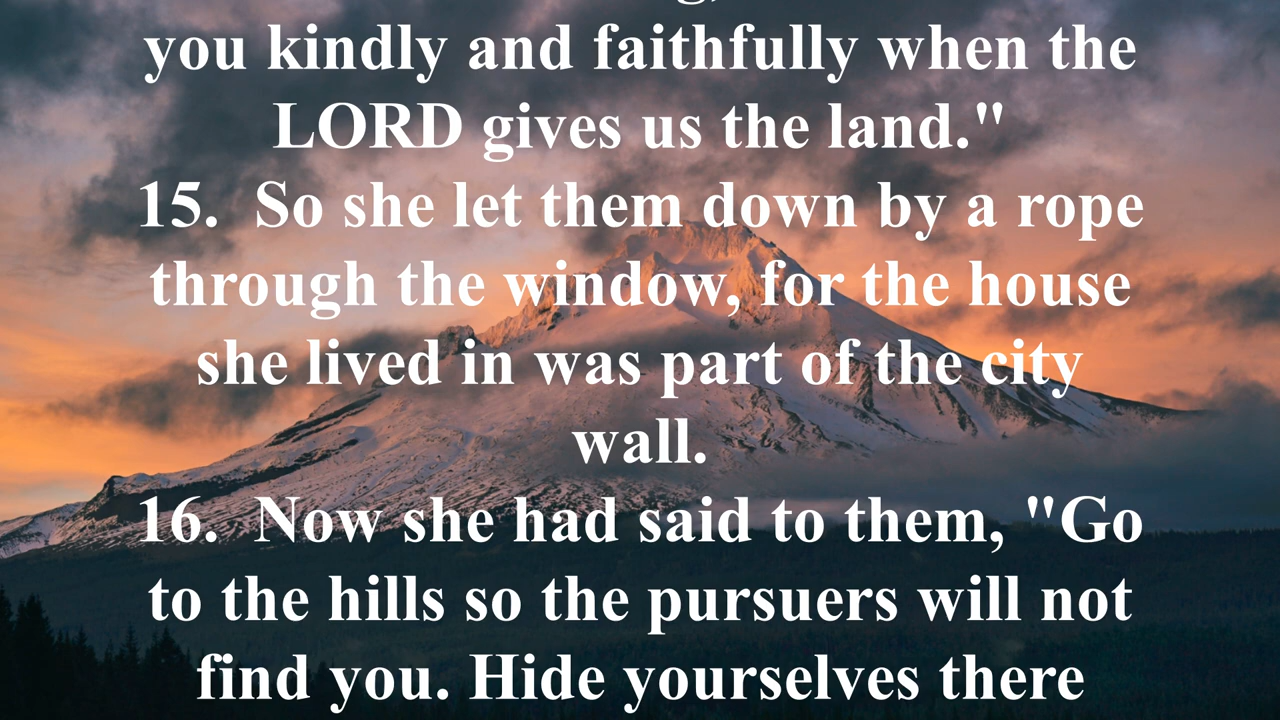 you kindly and faithfully when the
LORD gives us the land."
15.  So she let them down by a rope
through the window, for the house
she lived in was part of the city
wall.
16.  Now she had said to them, "Go
to the hills so the pursuers will not
find you. Hide yourselves there